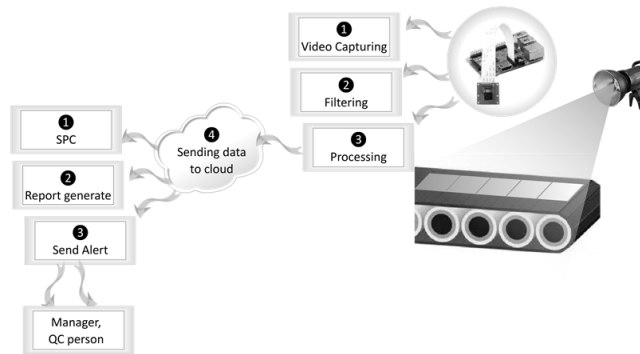 1
Video Capturing
2
Filtering
3
Processing
4
Sending data
to cloud
1
SPC
2
Report generate
3
Send Alert
Manager,
QC person